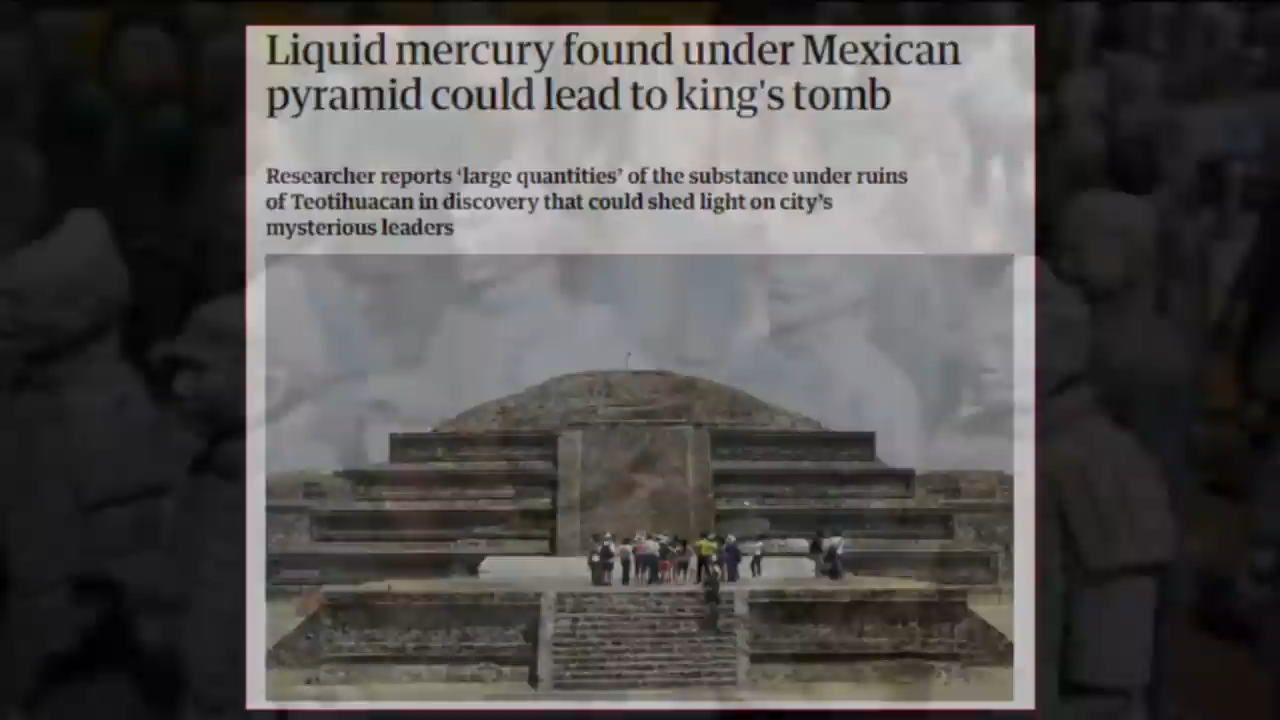 Liquid mercury found under Mexican
pyramid could lead to king's tomb
Researcher reports ‘large quantities’ of the substance under ruins
of Teotihuacan in discovery that could shed light on city’s
mysterious leaders